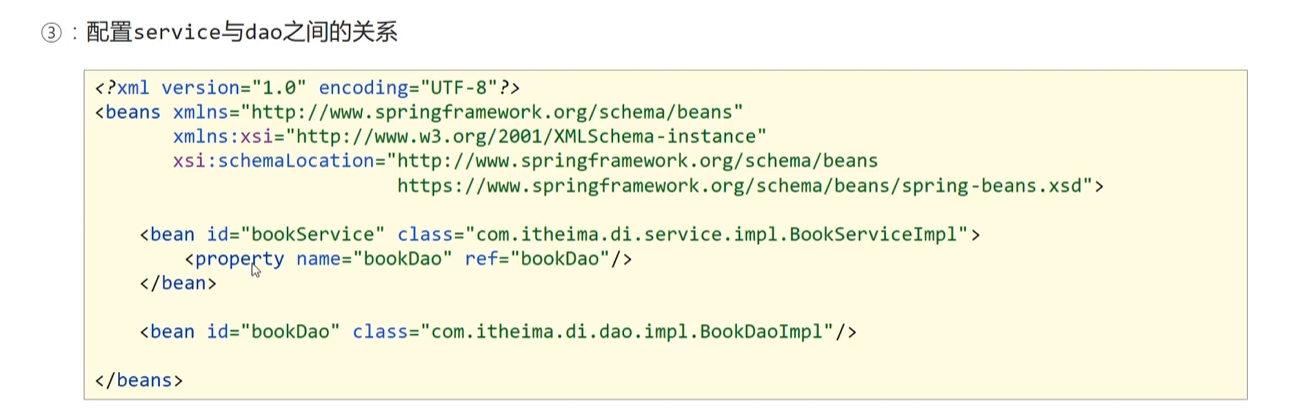 ③：配置service与dao之间的关系
<?xml version="1.0" encoding="UTF-8"?>
<beans xmlns="http://www.springframework.org/schema/beans"
       xmlns:xsi="http://www.w3.org/2001/XMLSchema-instance"
       xsi:schemaLocation="http://www.springframework.org/schema/beans
                           https://www.springframework.org/schema/beans/spring-beans.xsd">
    <bean id="bookService" class="com.itheima.di.service.impl.BookServiceImpl">
        <property name="bookDao" ref="bookDao"/>
    </bean>
    <bean id="bookDao" class="com.itheima.di.dao.impl.BookDaoImpl"/>
</beans>